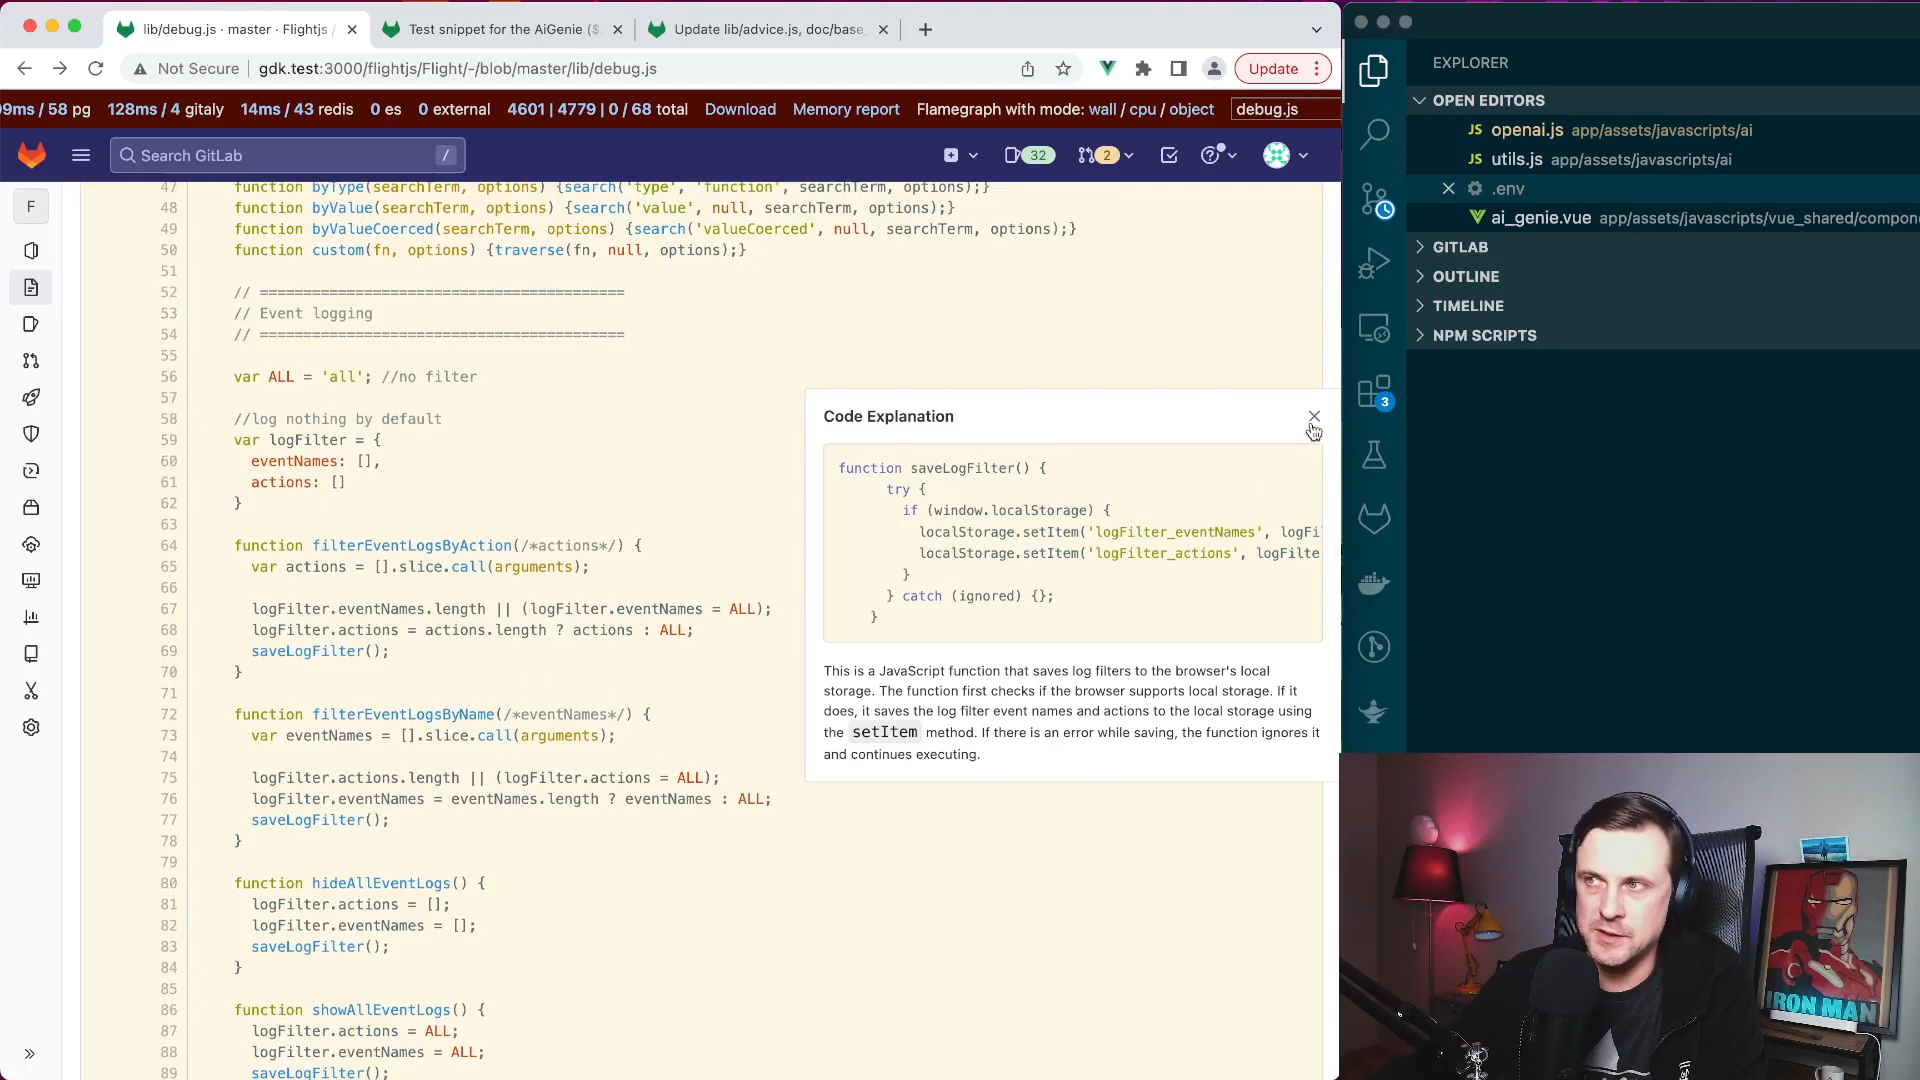 lib/debug.js · master · Flightjs /
Test snippet for the AiGenie ($
Update lib/advice.js, doc/base_
Not Secure
gdk.test:3000/flightjs/Flight/-/blob/master/lib/debug.js
Update
9ms / 58 pg 128ms / 4 gitaly 14ms / 43 redis 0 es 0 external 4601 | 4779 | 0 / 68 total Download Memory report Flamegraph with mode: wall / cpu / object debug.js
Search GitLab /
32
2
F
47 function byType(searchTerm, options) {search('type', 'function', searchTerm, options);}
48 function byValue(searchTerm, options) {search('value', null, searchTerm, options);}
49 function byValueCoerced(searchTerm, options) {search('valueCoerced', null, searchTerm, options);}
50 function custom(fn, options) {traverse(fn, null, options);}
51
52 // ==========================================
53 // Event logging
54 // ==========================================
55
56 var ALL = 'all'; //no filter
57
58 //log nothing by default
59 var logFilter = {
60 eventNames: [],
61 actions: []
62 }
63
64 function filterEventLogsByAction(/*actions*/) {
65 var actions = [].slice.call(arguments);
66
67 logFilter.eventNames.length || (logFilter.eventNames = ALL);
68 logFilter.actions = actions.length ? actions : ALL;
69 saveLogFilter();
70 }
71
72 function filterEventLogsByName(/*eventNames*/) {
73 var eventNames = [].slice.call(arguments);
74
75 logFilter.actions.length || (logFilter.actions = ALL);
76 logFilter.eventNames = eventNames.length ? eventNames : ALL;
77 saveLogFilter();
78 }
79
80 function hideAllEventLogs() {
81 logFilter.actions = [];
82 logFilter.eventNames = [];
83 saveLogFilter();
84 }
85
86 function showAllEventLogs() {
87 logFilter.actions = ALL;
88 logFilter.eventNames = ALL;
89 saveLogFilter();
Code Explanation
function saveLogFilter() {
try {
if (window.localStorage) {
localStorage.setItem('logFilter_eventNames', logFi
localStorage.setItem('logFilter_actions', logFilte
}
} catch (ignored) {};
}
This is a JavaScript function that saves log filters to the browser's local
storage. The function first checks if the browser supports local storage. If it
does, it saves the log filter event names and actions to the local storage using
the setItem method. If there is an error while saving, the function ignores it
and continues executing.
EXPLORER
OPEN EDITORS
JS openai.js app/assets/javascripts/ai
JS utils.js app/assets/javascripts/ai
.env
ai_genie.vue app/assets/javascripts/vue_shared/compon
GITLAB
OUTLINE
TIMELINE
NPM SCRIPTS
3
IRON MAN